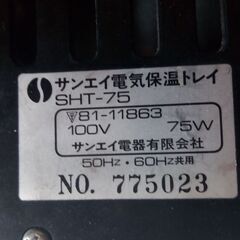 サンエイ電気保温トレイ
SHT-75
81-11863
100V 75W
サンエイ電器有限会社
50Hz・60Hz共用
NO. 775023